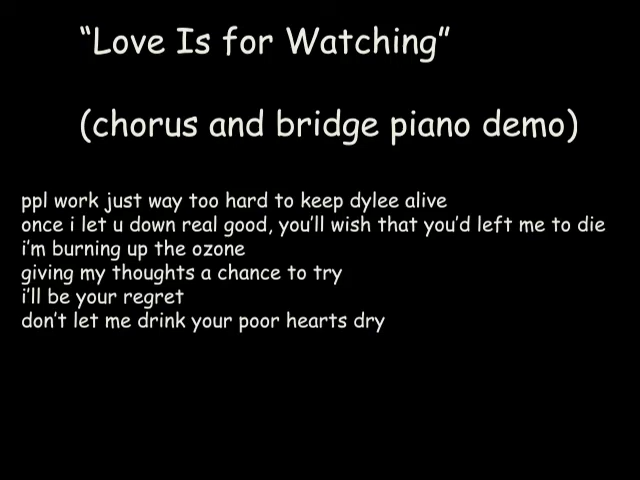 “Love Is for Watching”
(chorus and bridge piano demo)
ppl work just way too hard to keep dylee alive
once i let u down real good, you’ll wish that you’d left me to die
i’m burning up the ozone
giving my thoughts a chance to try
i’ll be your regret
don’t let me drink your poor hearts dry